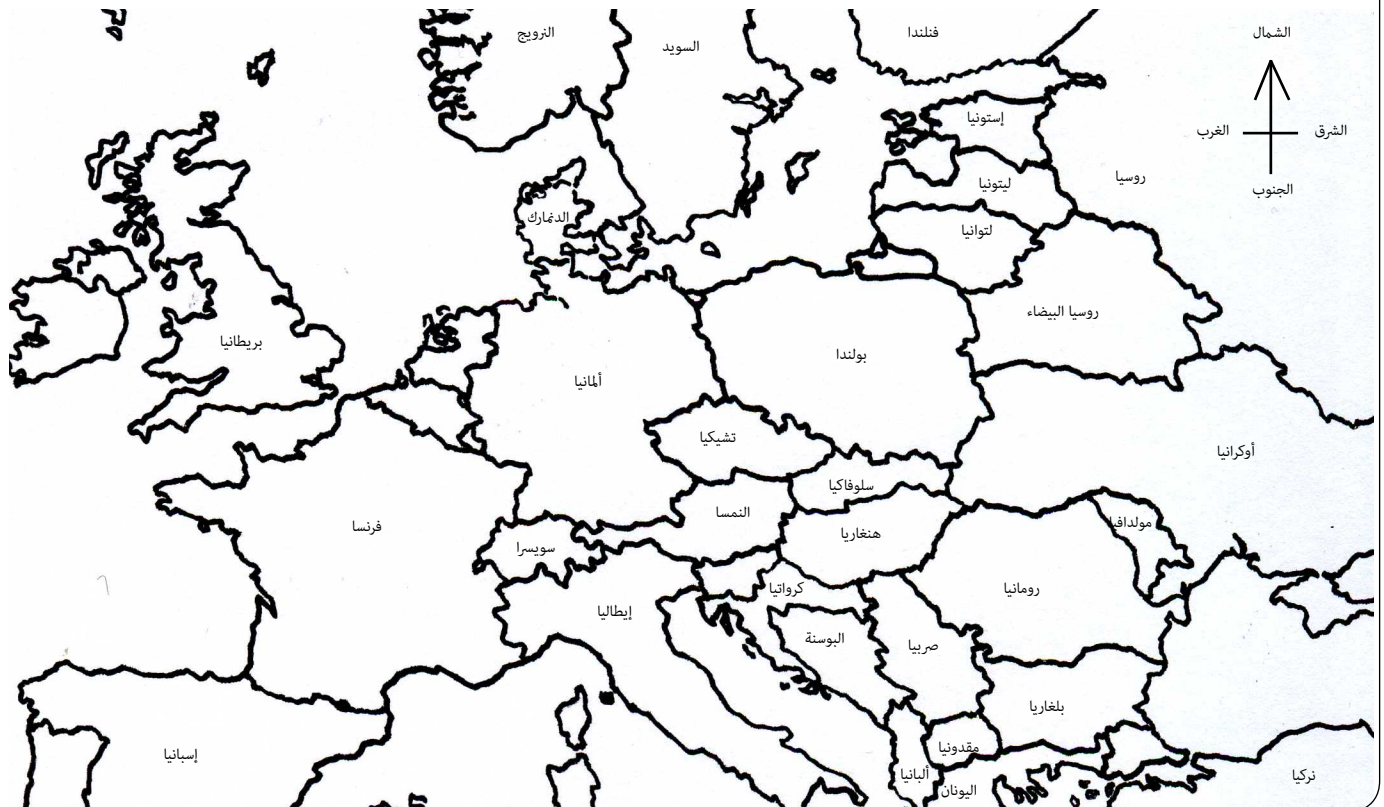 النرويج
السويد
فنلندا
الشمال
إستونيا
الغرب
الشرق
روسيا
ليتونيا
الجنوب
الدنمارك
لتوانيا
روسيا البيضاء
بريطانيا
بولندا
ألمانيا
تشيكيا
أوكرانيا
سلوفاكيا
النمسا
مولدافيا
فرنسا
هنغاريا
سويسرا
كرواتيا
رومانيا
إيطاليا
البوسنة
صربيا
بلغاريا
مقدونيا
إسبانيا
ألبانيا
نركيا
اليونان